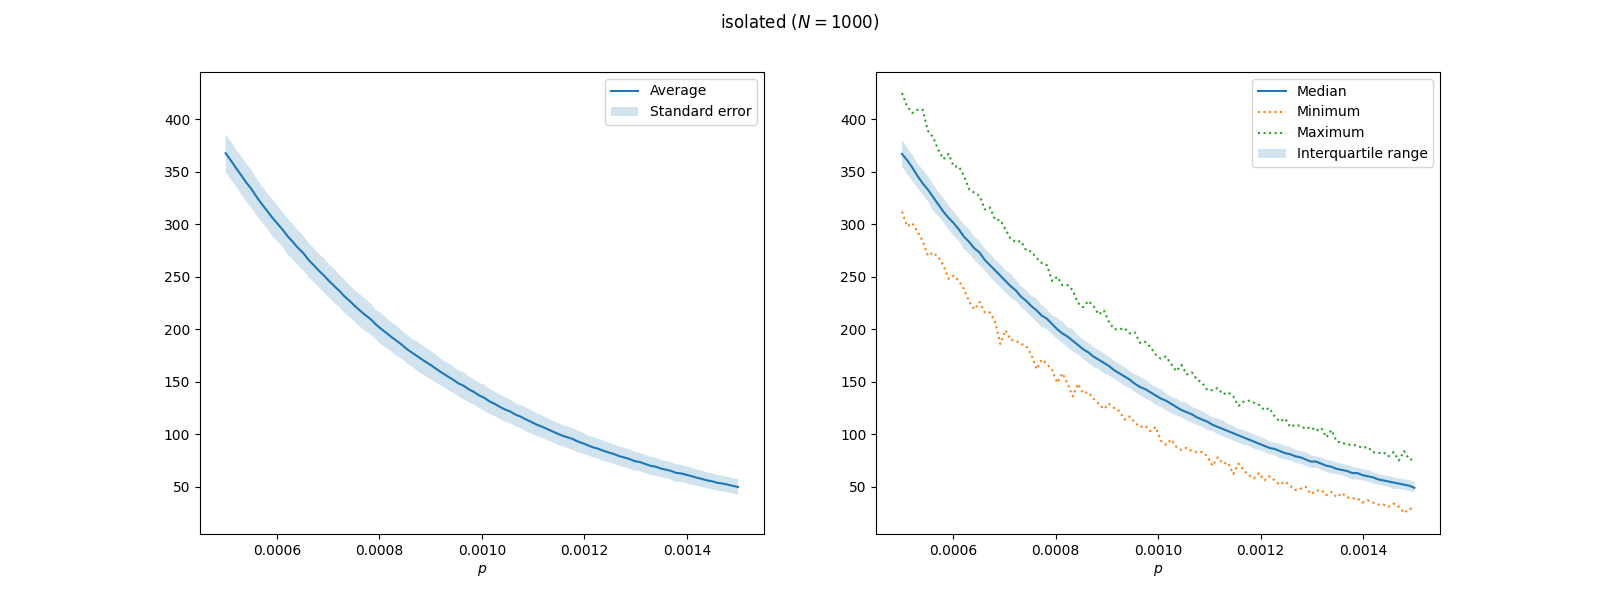 isolated (N = 1000)
Average
Standard error
400
350
300
250
200
150
100
50
0.0006 0.0008 0.0010 0.0012 0.0014
p
Median
Minimum
Maximum
Interquartile range
400
350
300
250
200
150
100
50
0.0006 0.0008 0.0010 0.0012 0.0014
p